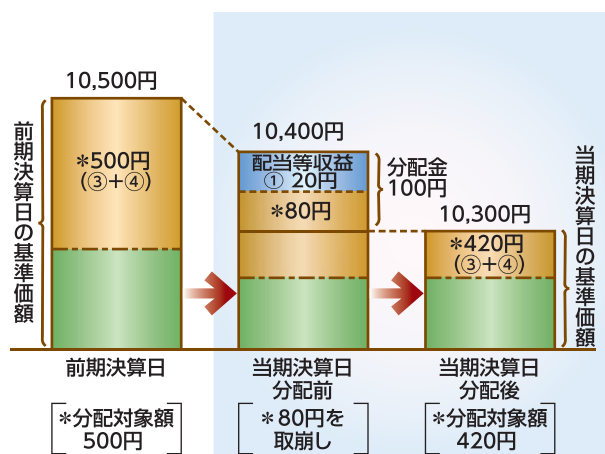 10,500円
前期決算日の基準価額
*500円
(③+④)
前期決算日
*分配対象額
500円
10,400円
配当等収益
① 20円
*80円
分配金
100円
当期決算日
分配前
*80円を
取崩し
10,300円
*420円
(③+④)
当期決算日の基準価額
当期決算日
分配後
*分配対象額
420円